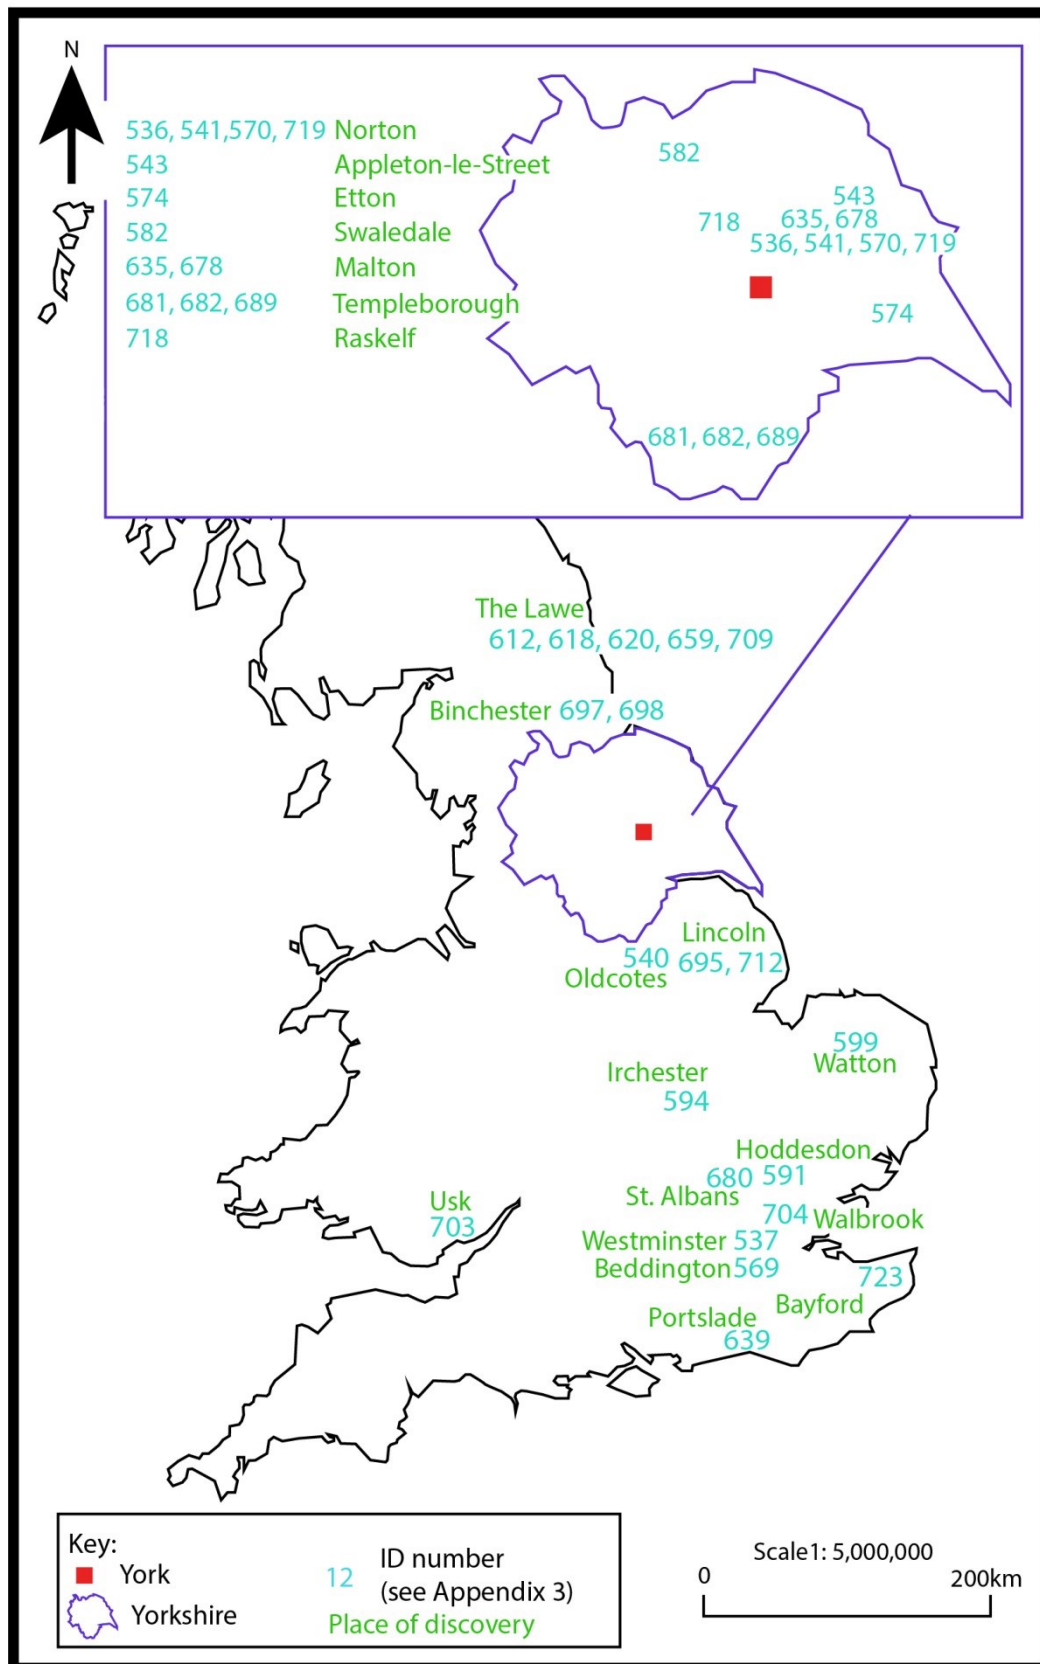 N
536, 541,570, 719 Norton
543 Appleton-le-Street
574 Etton
582 Swaledale
635, 678 Malton
681, 682, 689 Templeborough
718 Raskelf
582
543
718 635, 678
536, 541, 570, 719
574
681, 682, 689
The Lawe
612, 618, 620, 659, 709
Binchester 697, 698
Lincoln
540 695, 712
Oldcotes
599
Watton
Irchester
594
Hoddesdon
680 591
St. Albans
Usk
703
704 Walbrook
Westminster 537
Beddington 569
723
Bayford
Portslade
639
Key:
York
Yorkshire
12 ID number
(see Appendix 3)
Place of discovery
Scale1: 5,000,000
0 200km